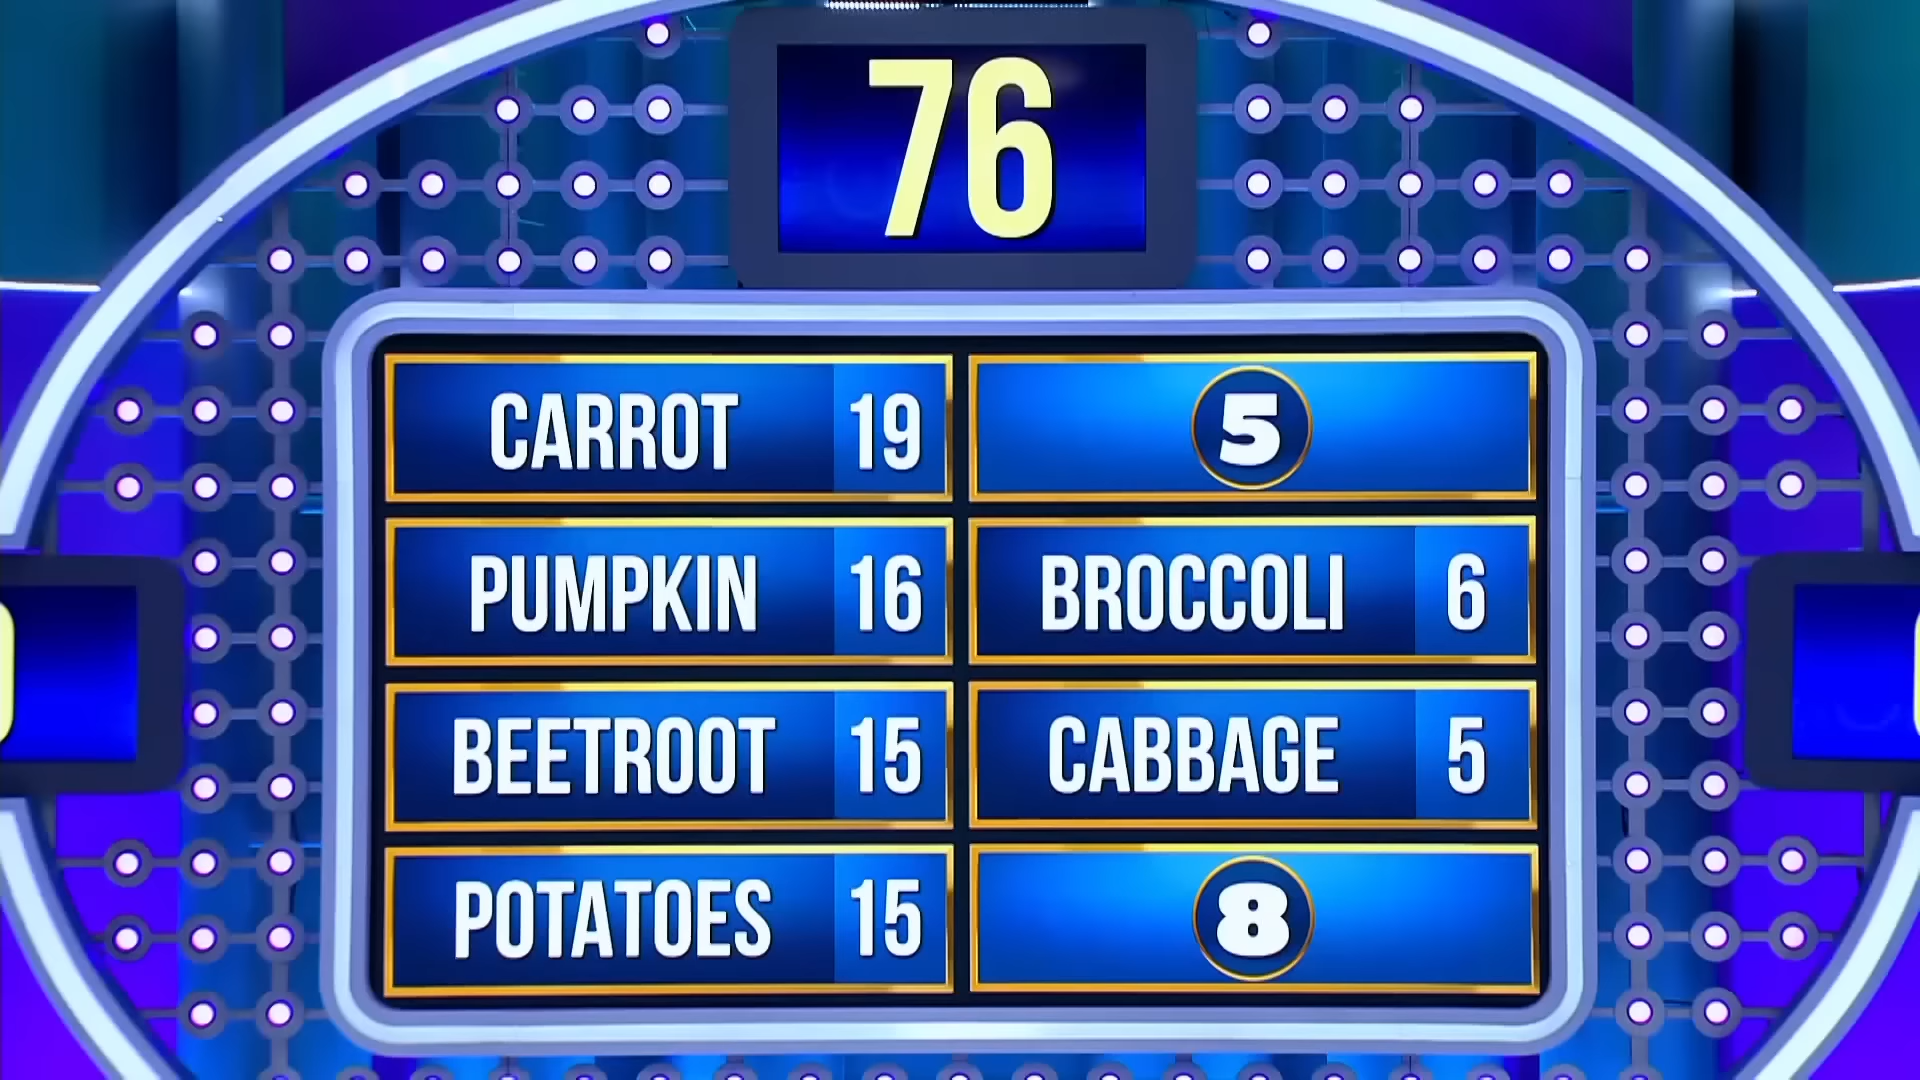 76
CARROT 19
PUMPKIN 16
BEETROOT 15
POTATOES 15
5
BROCCOLI 6
CABBAGE 5
8